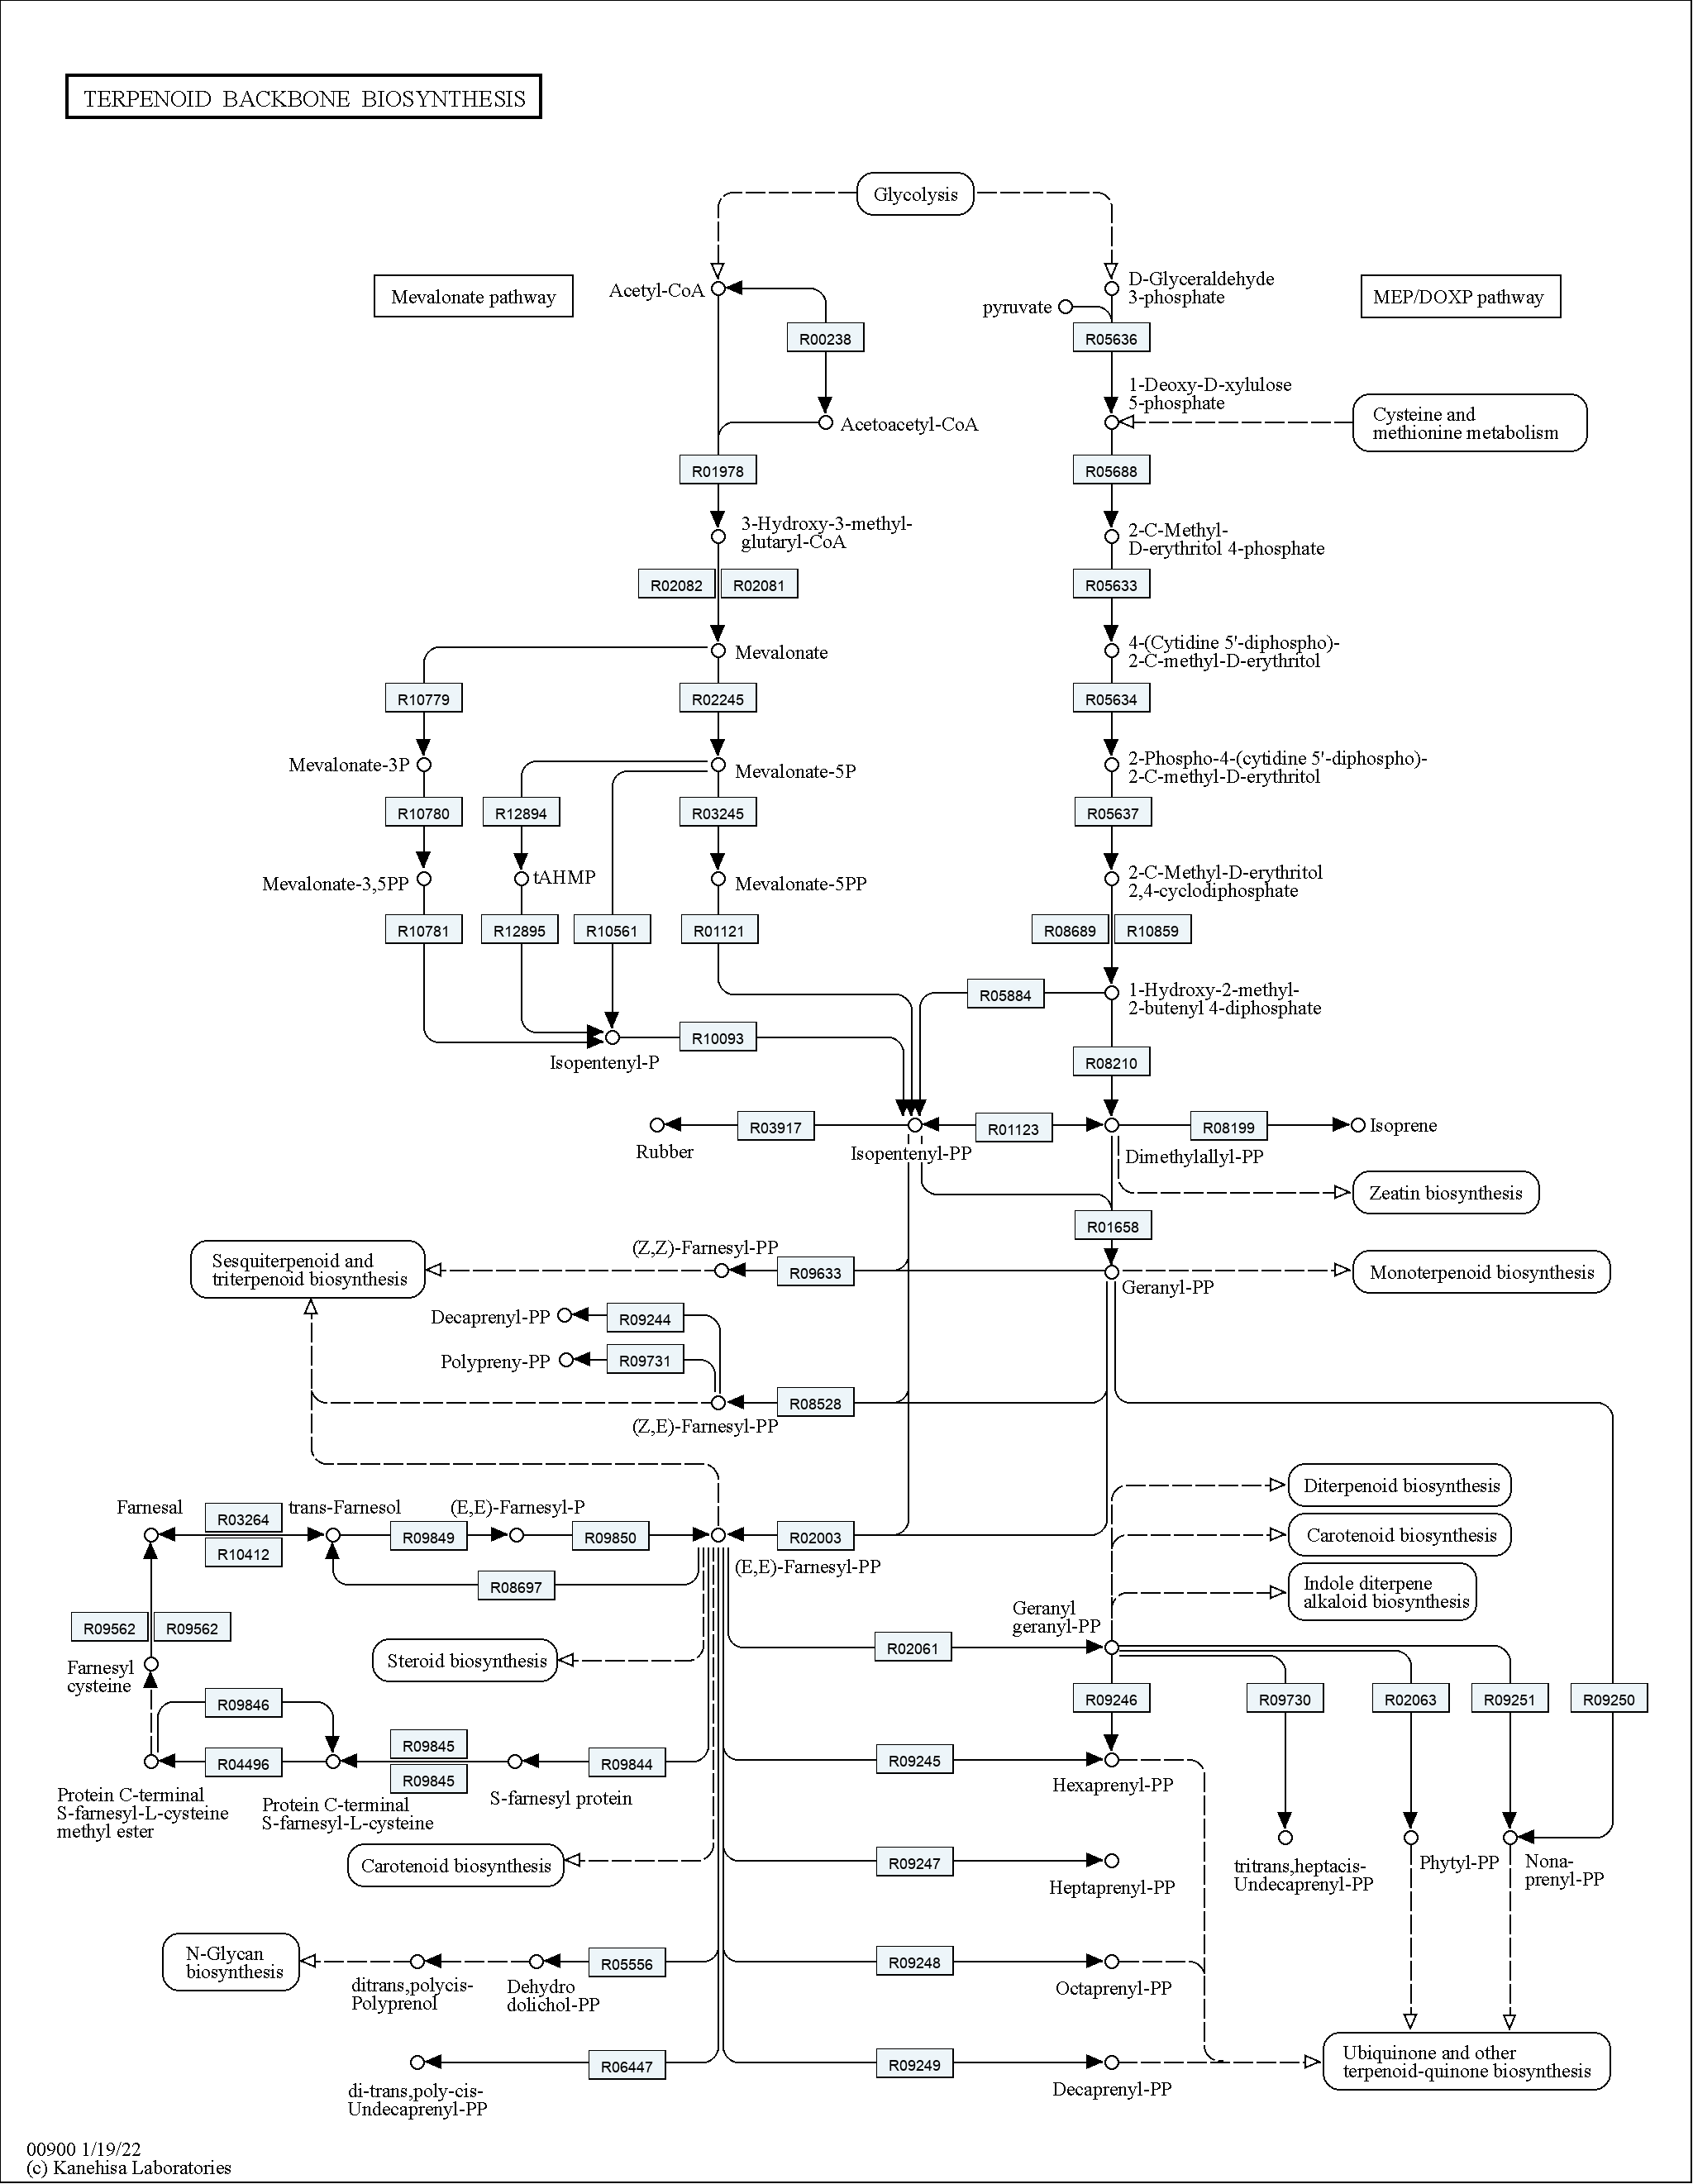 TERPENOID BACKBONE BIOSYNTHESIS
Glycolysis
Mevalonate pathway
Acetyl-CoA
D-Glyceraldehyde
3-phosphate
pyruvate
MEP/DOXP pathway
R00238
R05636
1-Deoxy-D-xylulose
5-phosphate
Acetoacetyl-CoA
Cysteine and
methionine metabolism
R01978
R05688
3-Hydroxy-3-methyl-
glutaryl-CoA
2-C-Methyl-
D-erythritol 4-phosphate
R02082
R02081
R05633
Mevalonate
4-(Cytidine 5'-diphospho)-
2-C-methyl-D-erythritol
R10779
R02245
R05634
Mevalonate-3P
Mevalonate-5P
2-Phospho-4-(cytidine 5'-diphospho)-
2-C-methyl-D-erythritol
R10780
R12894
R03245
R05637
Mevalonate-3,5PP
tAHMP
Mevalonate-5PP
2-C-Methyl-D-erythritol
2,4-cyclodiphosphate
R10781
R12895
R10561
R01121
R08689
R10859
R05884
1-Hydroxy-2-methyl-
2-butenyl 4-diphosphate
R10093
Isopentenyl-P
R08210
R03917
R01123
R08199
Isoprene
Rubber
Isopentenyl-PP
Dimethylallyl-PP
Zeatin biosynthesis
R01658
Sesquiterpenoid and
triterpenoid biosynthesis
(Z,Z)-Farnesyl-PP
R09633
Geranyl-PP
Monoterpenoid biosynthesis
Decaprenyl-PP
R09244
Polypreny-PP
R09731
R08528
(Z,E)-Farnesyl-PP
Diterpenoid biosynthesis
Farnesal
R03264
trans-Farnesol
(E,E)-Farnesyl-P
R09849
R09850
R02003
Carotenoid biosynthesis
R10412
(E,E)-Farnesyl-PP
R08697
Indole diterpene
alkaloid biosynthesis
R09562
R09562
Geranyl
geranyl-PP
Steroid biosynthesis
R02061
Farnesyl
cysteine
R09846
R09246
R09730
R02063
R09251
R09250
R09845
R04496
R09844
R09245
R09845
Hexaprenyl-PP
Protein C-terminal
S-farnesyl-L-cysteine
methyl ester
Protein C-terminal
S-farnesyl-L-cysteine
S-farnesyl protein
Carotenoid biosynthesis
R09247
Heptaprenyl-PP
tritrans,heptacis-
Undecaprenyl-PP
Phytyl-PP
Nona-
prenyl-PP
N-Glycan
biosynthesis
R05556
R09248
ditrans,polycis-
Polyprenol
Dehydro
dolichol-PP
Octaprenyl-PP
R06447
R09249
Ubiquinone and other
terpenoid-quinone biosynthesis
di-trans,poly-cis-
Undecaprenyl-PP
Decaprenyl-PP
00900 1/19/22
(c) Kanehisa Laboratories